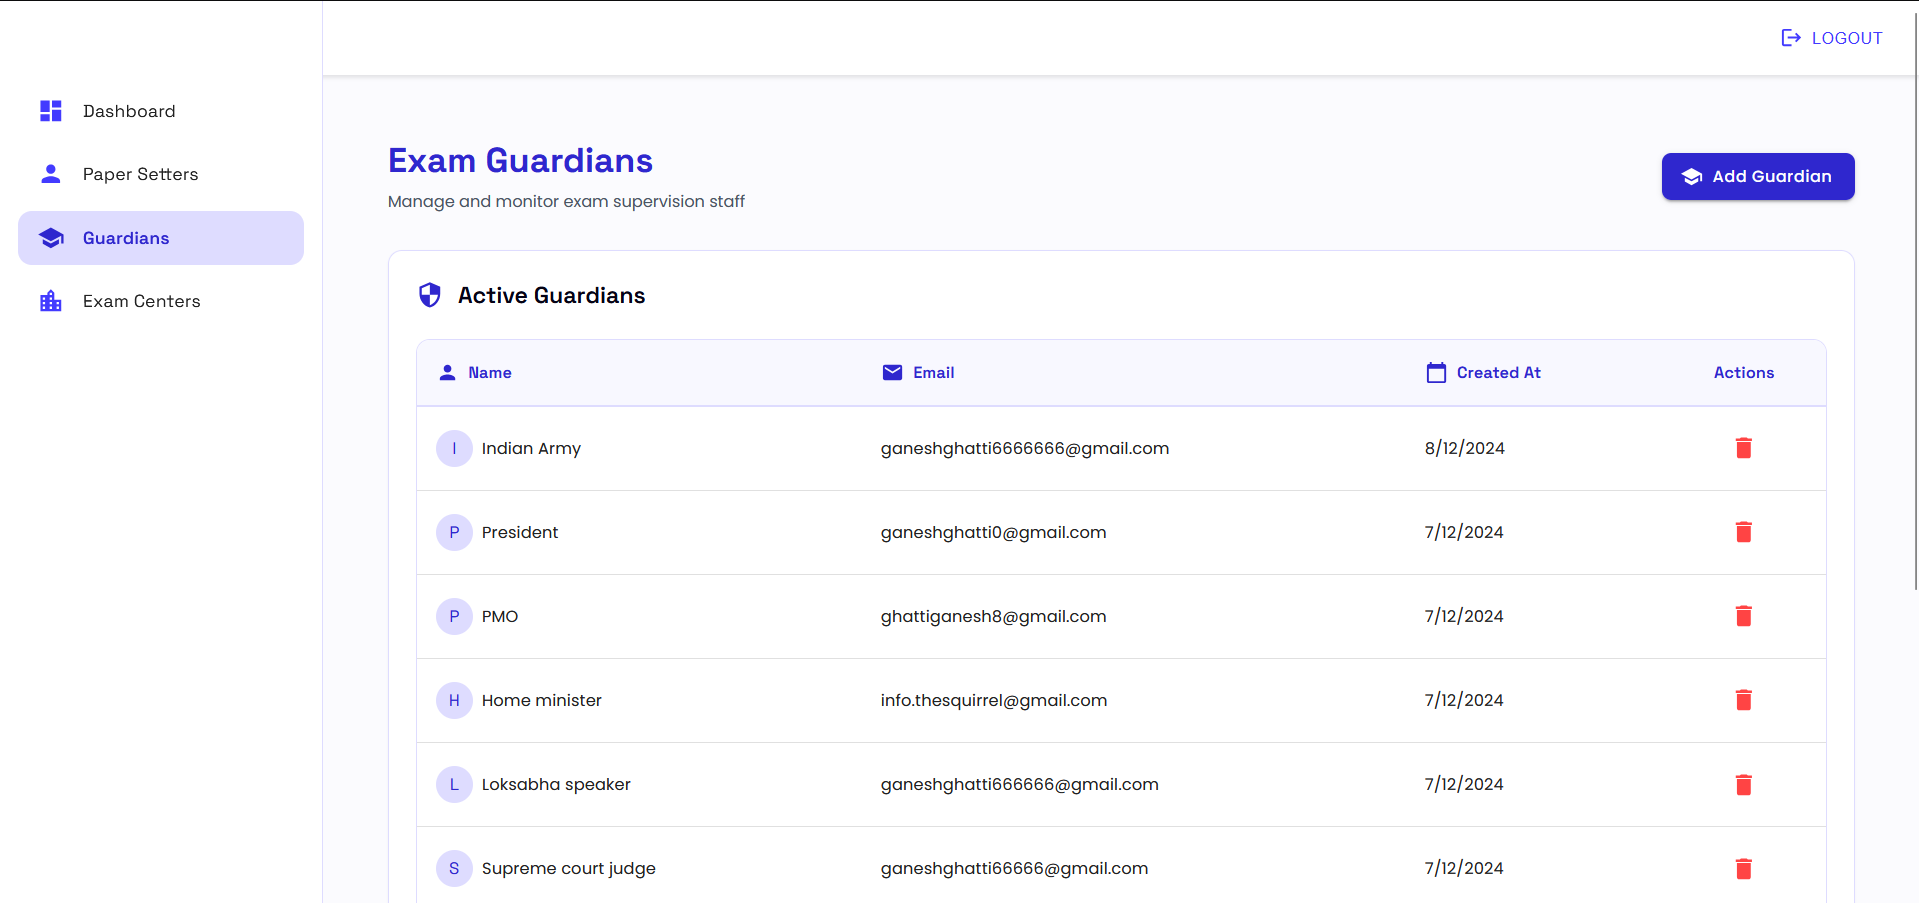 LOGOUT
Dashboard
Paper Setters
Guardians
Exam Centers
Exam Guardians
Manage and monitor exam supervision staff
Add Guardian
Active Guardians
Name Email Created At Actions
I Indian Army ganeshghatti6666666@gmail.com 8/12/2024
P President ganeshghatti0@gmail.com 7/12/2024
P PMO ghattiganesh8@gmail.com 7/12/2024
H Home minister info.thesquirrel@gmail.com 7/12/2024
L Loksabha speaker ganeshghatti666666@gmail.com 7/12/2024
S Supreme court judge ganeshghatti66666@gmail.com 7/12/2024